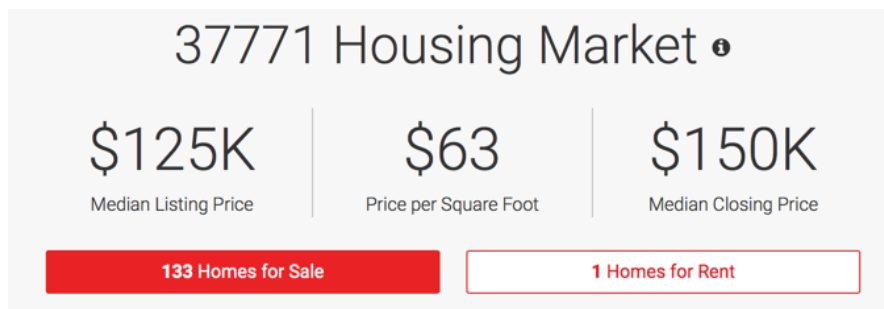 37771 Housing Market
$125K
Median Listing Price
$63
Price per Square Foot
$150K
Median Closing Price
133 Homes for Sale
1 Homes for Rent